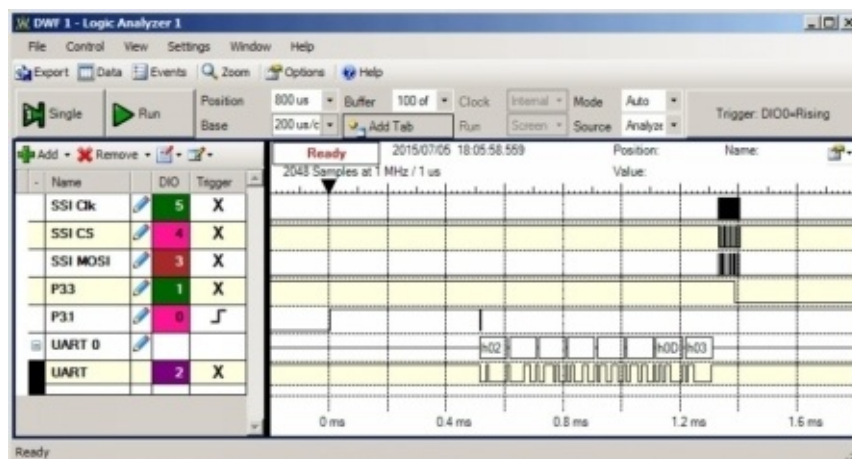 DWF 1 - Logic Analyzer 1
File Control View Settings Window Help
Export Data Events Zoom Options Help
Single Run Position 800 us Buffer 100 of Clock Internal Mode Auto Trigger: DIO0=Rising
Base 200 us/c Add Tab Run Screen Source Analyze
Add Remove Ready 2015/07/05 18:05:58.559 Position: Name:
2048 Samples at 1 MHz / 1 us Value:
- Name DIO Trigger
SSI Clk 5 X
SSI CS 4 X
SSI MOSI 3 X
P3.3 1 X
P3.1 0
UART 0 h02 h0D h03
UART 2 X
0 ms 0.4 ms 0.8 ms 1.2 ms 1.6 ms
Ready